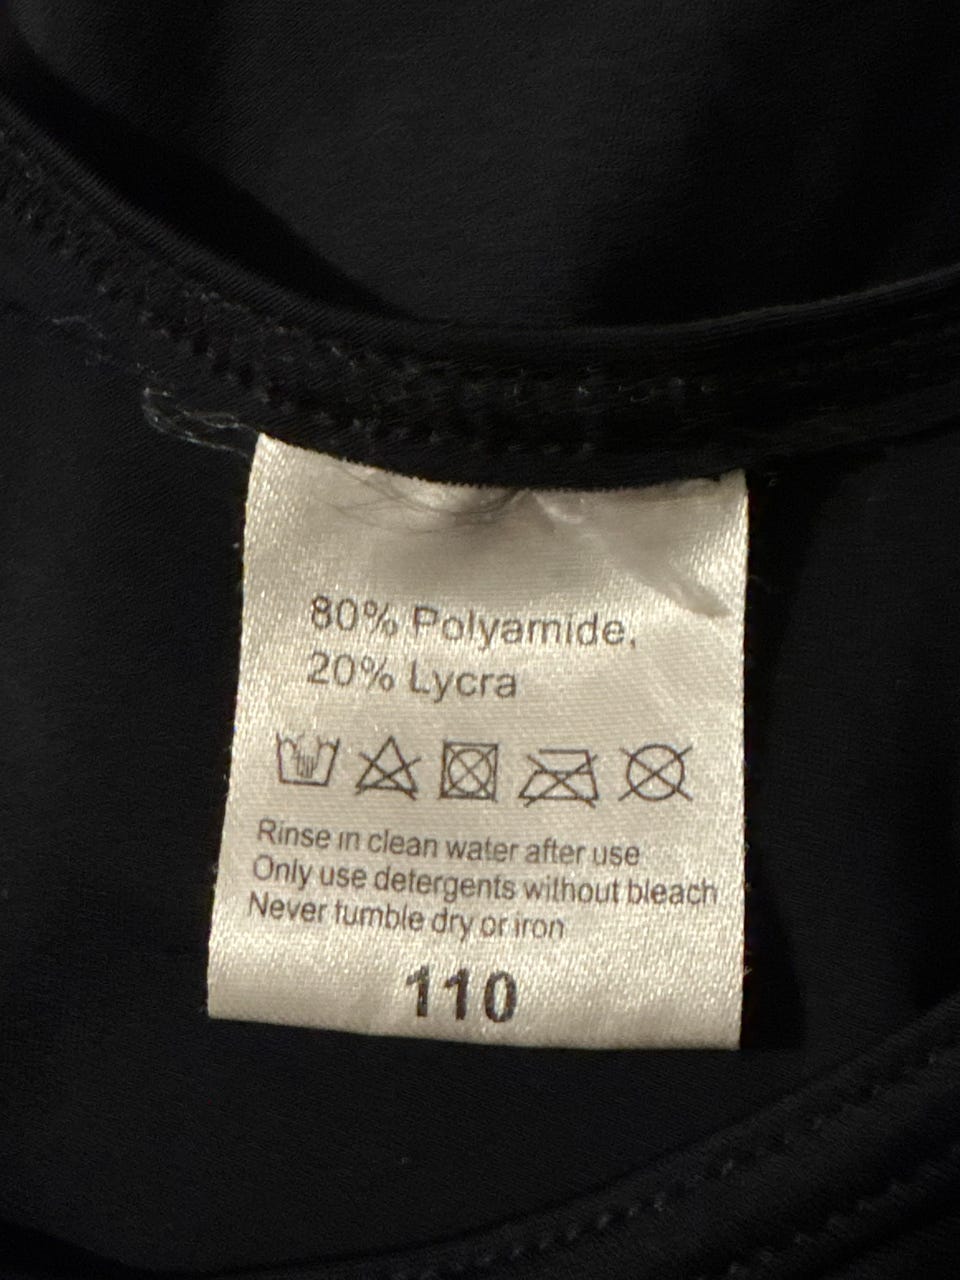 80% Polyamide,
20% Lycra
Rinse in clean water after use
Only use detergents without bleach
Never tumble dry or iron
110